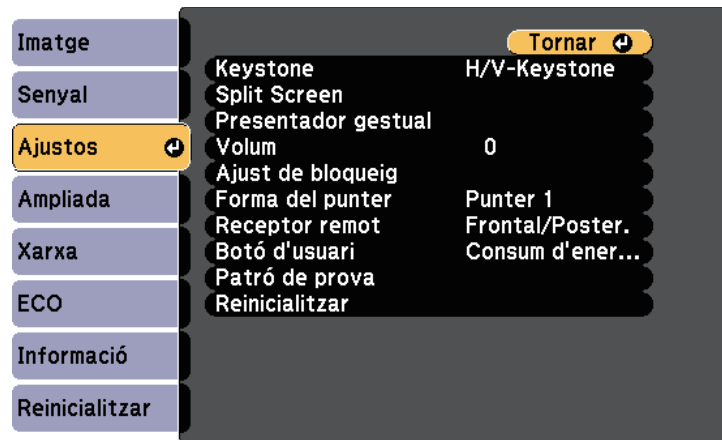 Imatge
Senyal
Ajustos
Ampliada
Xarxa
ECO
Informació
Reinicialitzar
Tornar
Keystone H/V-Keystone
Split Screen
Presentador gestual
Volum 0
Ajust de bloqueig
Forma del punter Punter 1
Receptor remot Frontal/Poster.
Botó d'usuari Consum d'ener...
Patró de prova
Reinicialitzar